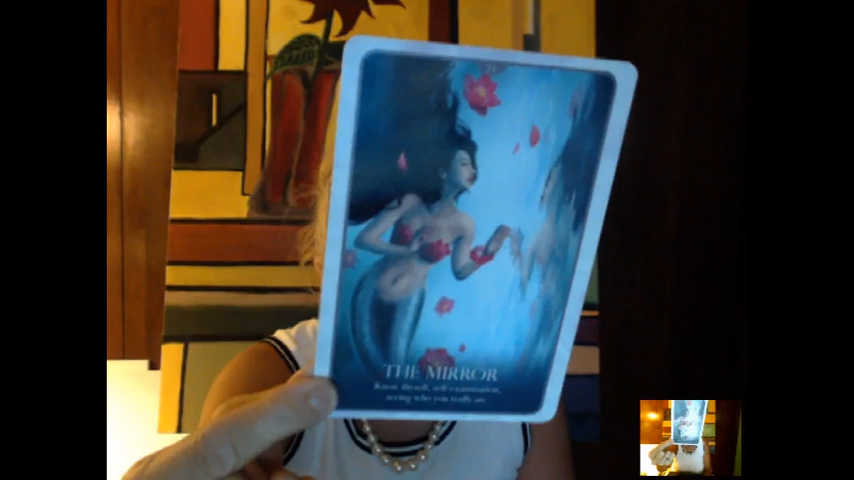 THE MIRROR
Know thyself, self-examination,
seeing who you really are.